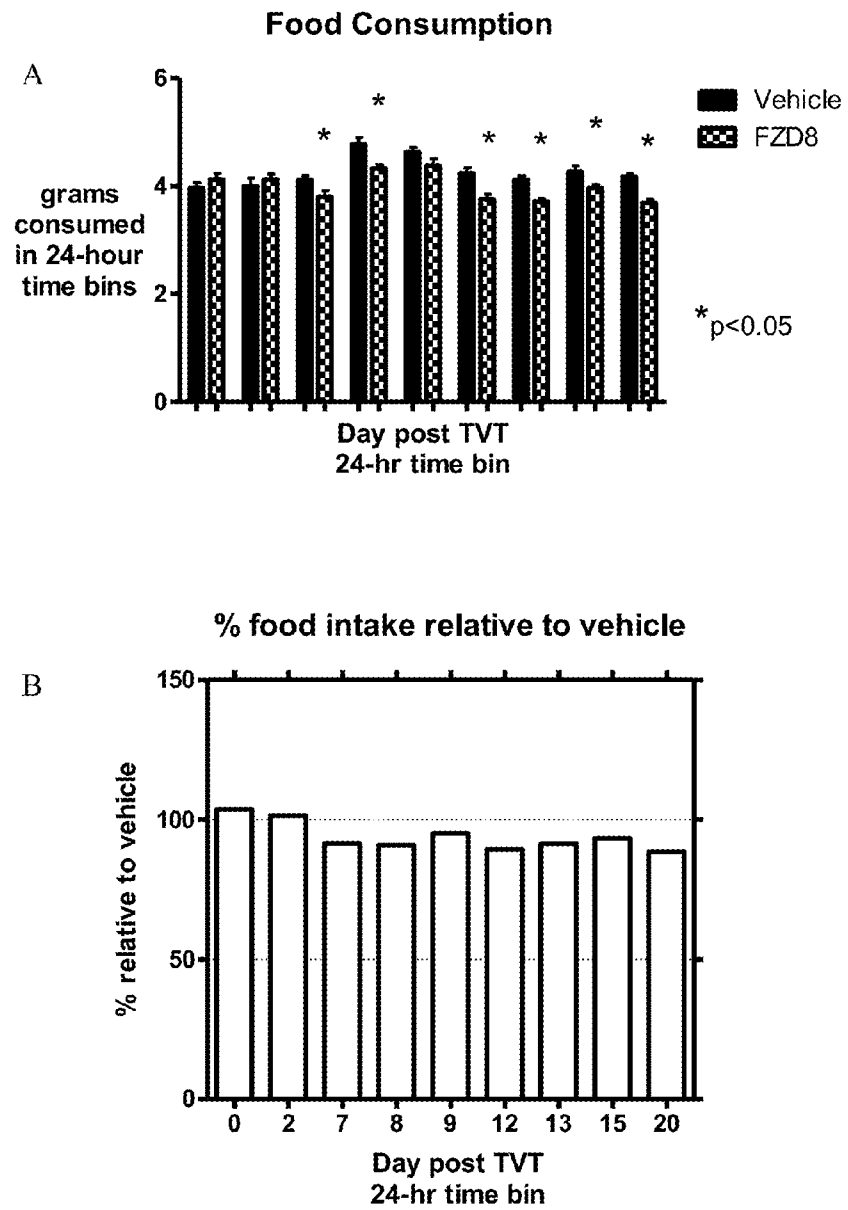 Food Consumption
A
6
4
2
0
grams
consumed
in 24-hour
time bins
* * * * * *
Vehicle
FZD8
*p<0.05
Day post TVT
24-hr time bin
% food intake relative to vehicle
B
150
100
50
0
% relative to vehicle
0 2 7 8 9 12 13 15 20
Day post TVT
24-hr time bin